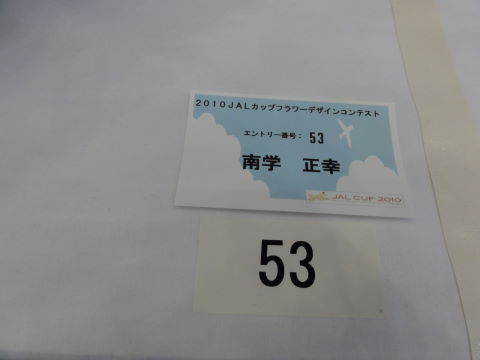 2010JALカップフラワーデザインコンテスト
エントリー番号： 53
南学 正幸
JAL CUP 2010
53